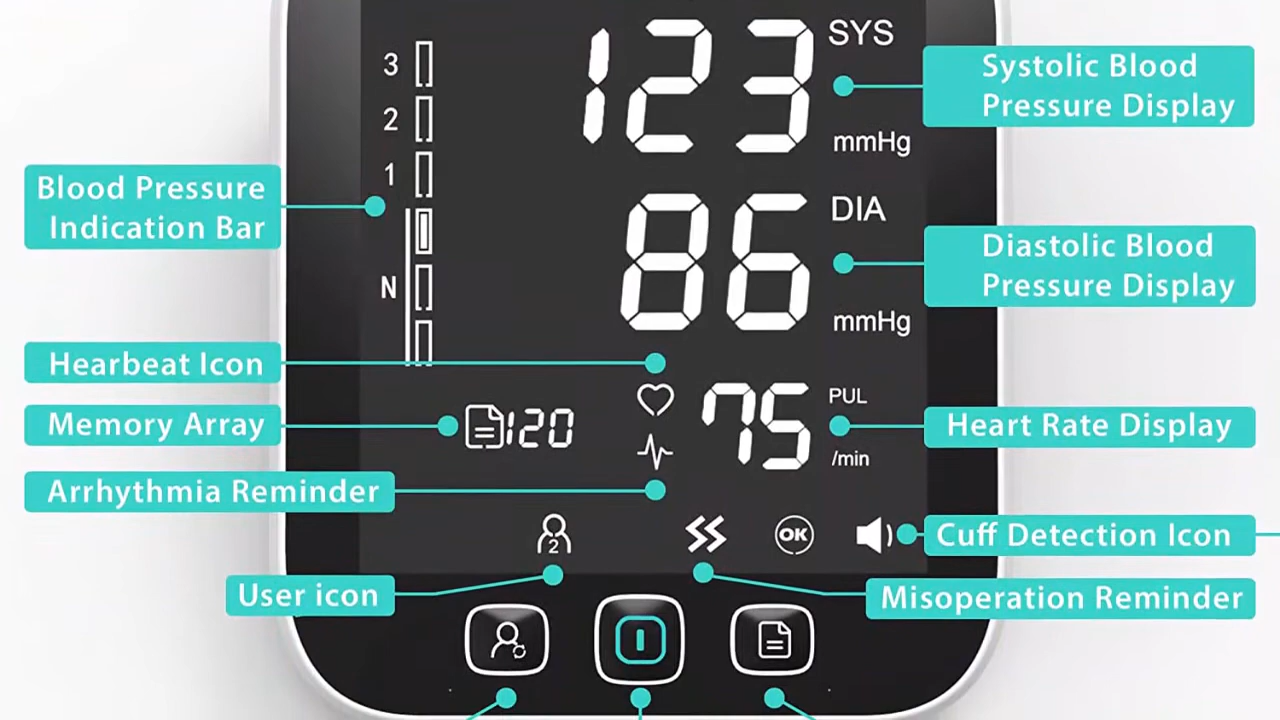 123 SYS
mmHg
Systolic Blood
Pressure Display
3
2
1
N
Blood Pressure
Indication Bar
86 DIA
mmHg
Diastolic Blood
Pressure Display
Hearbeat Icon
Memory Array
120
75 PUL
/min
Heart Rate Display
Arrhythmia Reminder
2
OK
Cuff Detection Icon
User icon
Misoperation Reminder